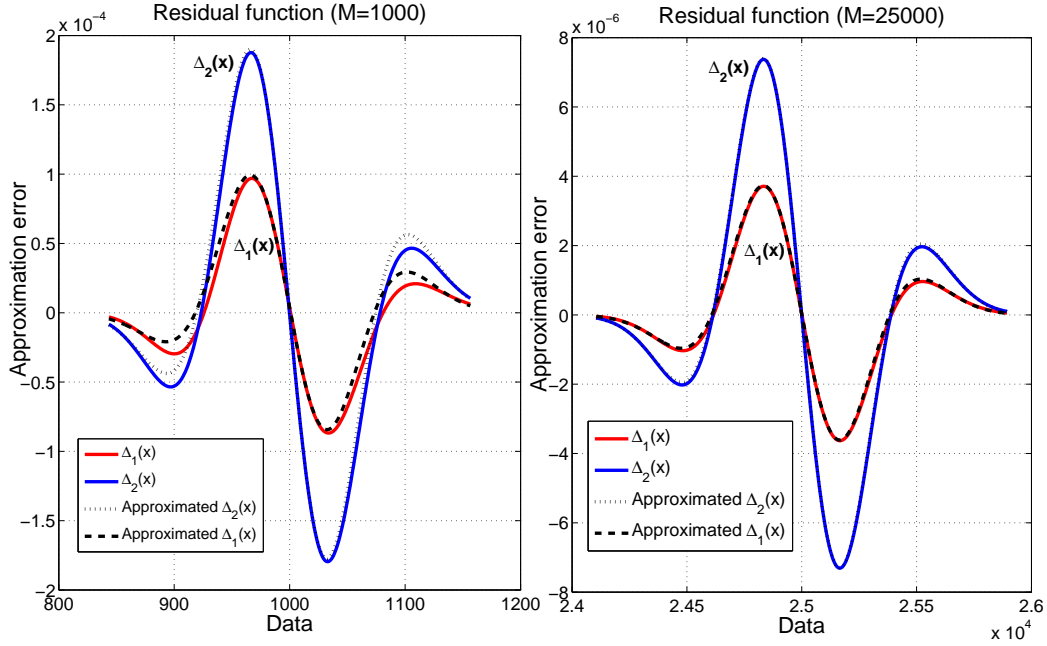 Residual function (M=1000)
x 10⁻⁴
2
1.5
1
0.5
0
−0.5
−1
−1.5
−2
Approximation error
Δ₂(x)
Δ₁(x)
Δ₁(x)
Δ₂(x)
Approximated Δ₂(x)
Approximated Δ₁(x)
800 900 1000 1100 1200
Data
Residual function (M=25000)
x 10⁻⁶
8
6
4
2
0
−2
−4
−6
−8
Approximation error
Δ₂(x)
Δ₁(x)
Δ₁(x)
Δ₂(x)
Approximated Δ₂(x)
Approximated Δ₁(x)
2.4 2.45 2.5 2.55 2.6
Data
x 10⁴